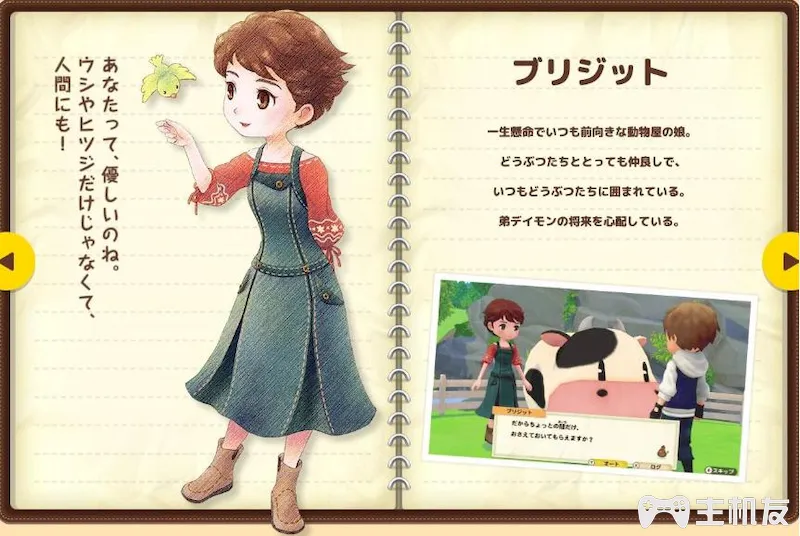 あなたって、優しいのね。
ウシやヒツジだけじゃなくて、
人間にも！
ブリジット
一生懸命でいつも前向きな動物屋の娘。
どうぶつたちととっても仲良しで、
いつもどうぶつたちに囲まれている。
弟デイモンの将来を心配している。
ブリジット
だからちょっとの間だけ、
おさえておいてもらえますか？
オート
ログ
スキップ
主机友